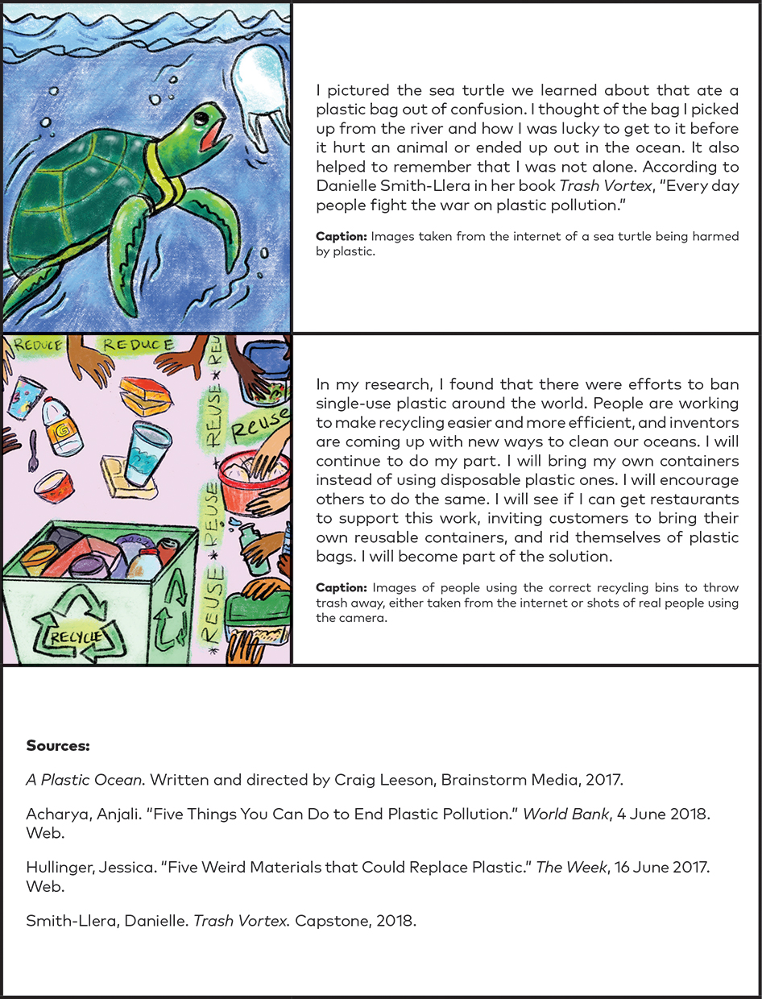 I pictured the sea turtle we learned about that ate a
plastic bag out of confusion. I thought of the bag I picked
up from the river and how I was lucky to get to it before
it hurt an animal or ended up out in the ocean. It also
helped to remember that I was not alone. According to
Danielle Smith-Llera in her book Trash Vortex, “Every day
people fight the war on plastic pollution.”
Caption: Images taken from the internet of a sea turtle being harmed
by plastic.
REDUCE
REDUCE
REUSE * REUSE * REUSE * REU
Reuse
G
RECYCLE
In my research, I found that there were efforts to ban
single-use plastic around the world. People are working
to make recycling easier and more efficient, and inventors
are coming up with new ways to clean our oceans. I will
continue to do my part. I will bring my own containers
instead of using disposable plastic ones. I will encourage
others to do the same. I will see if I can get restaurants
to support this work, inviting customers to bring their
own reusable containers, and rid themselves of plastic
bags. I will become part of the solution.
Caption: Images of people using the correct recycling bins to throw
trash away, either taken from the internet or shots of real people using
the camera.
Sources:
A Plastic Ocean. Written and directed by Craig Leeson, Brainstorm Media, 2017.
Acharya, Anjali. “Five Things You Can Do to End Plastic Pollution.” World Bank, 4 June 2018.
Web.
Hullinger, Jessica. “Five Weird Materials that Could Replace Plastic.” The Week, 16 June 2017.
Web.
Smith-Llera, Danielle. Trash Vortex. Capstone, 2018.